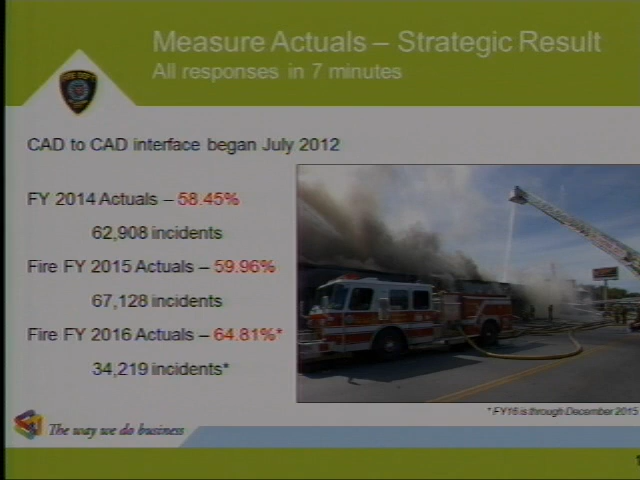 Measure Actuals – Strategic Result
All responses in 7 minutes
FIRE DEPT
CAD to CAD interface began July 2012
FY 2014 Actuals – 58.45%
62,908 incidents
Fire FY 2015 Actuals – 59.96%
67,128 incidents
Fire FY 2016 Actuals – 64.81%*
34,219 incidents*
*FY16 is through December 2015
The way we do business